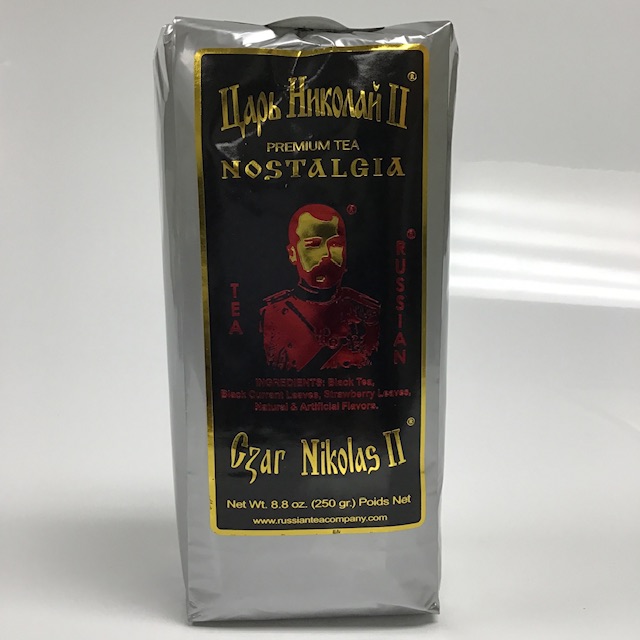 Царь Николай II ®
PREMIUM TEA
NOSTALGIA
®
TEA
RUSSIAN ®
INGREDIENTS: Black Tea,
Black Currant Leaves, Strawberry Leaves,
Natural & Artificial Flavors.
Czar Nikolas II ®
Net Wt. 8.8 oz. (250 gr.) Poids Net
www.russianteacompany.com